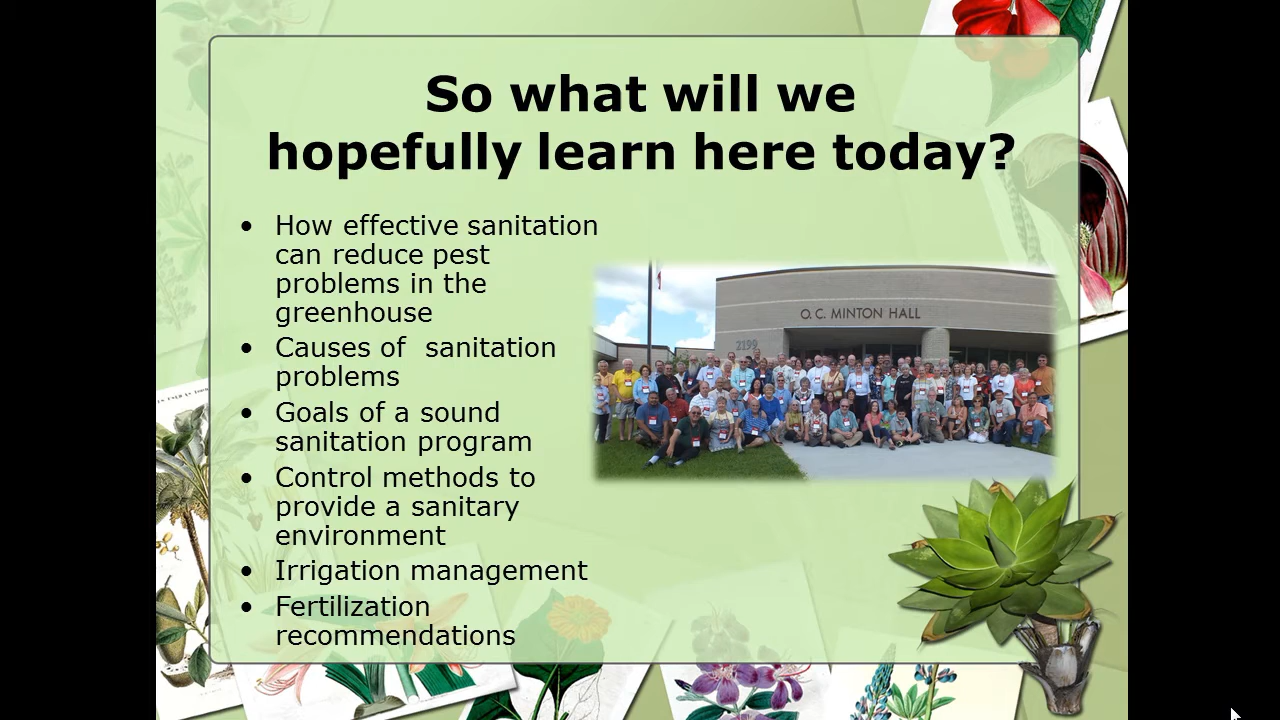 So what will we
hopefully learn here today?
• How effective sanitation
can reduce pest
problems in the
greenhouse
• Causes of  sanitation
problems
• Goals of a sound
sanitation program
• Control methods to
provide a sanitary
environment
• Irrigation management
• Fertilization
recommendations
O. C. MINTON HALL
2199